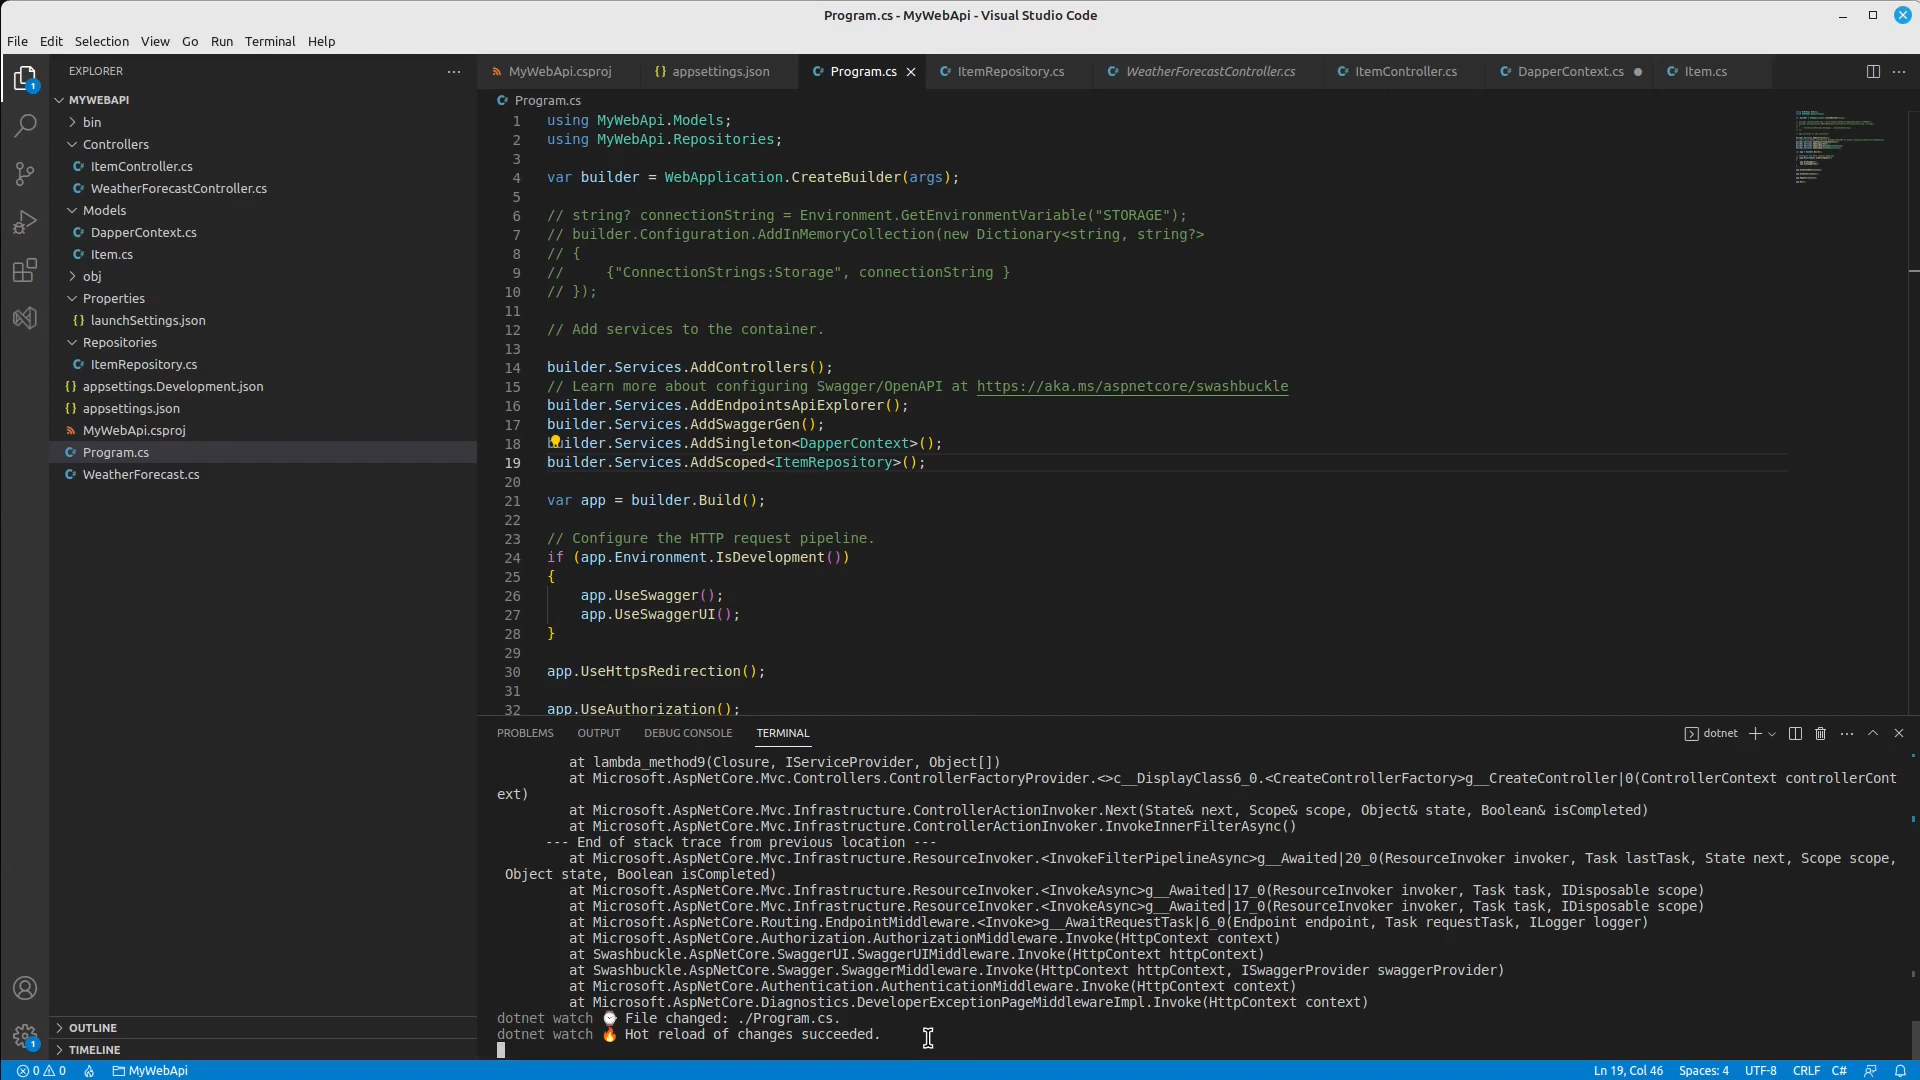 Program.cs - MyWebApi - Visual Studio Code
File Edit Selection View Go Run Terminal Help
EXPLORER
MYWEBAPI
bin
Controllers
ItemController.cs
WeatherForecastController.cs
Models
DapperContext.cs
Item.cs
obj
Properties
launchSettings.json
Repositories
ItemRepository.cs
appsettings.Development.json
appsettings.json
MyWebApi.csproj
Program.cs
WeatherForecast.cs
OUTLINE
TIMELINE
MyWebApi.csproj appsettings.json Program.cs ItemRepository.cs WeatherForecastController.cs ItemController.cs DapperContext.cs Item.cs
Program.cs
1 using MyWebApi.Models;
2 using MyWebApi.Repositories;
3
4 var builder = WebApplication.CreateBuilder(args);
5
6 // string? connectionString = Environment.GetEnvironmentVariable("STORAGE");
7 // builder.Configuration.AddInMemoryCollection(new Dictionary<string, string?>
8 // {
9 //     {"ConnectionStrings:Storage", connectionString }
10 // });
11
12 // Add services to the container.
13
14 builder.Services.AddControllers();
15 // Learn more about configuring Swagger/OpenAPI at https://aka.ms/aspnetcore/swashbuckle
16 builder.Services.AddEndpointsApiExplorer();
17 builder.Services.AddSwaggerGen();
18 builder.Services.AddSingleton<DapperContext>();
19 builder.Services.AddScoped<ItemRepository>();
20
21 var app = builder.Build();
22
23 // Configure the HTTP request pipeline.
24 if (app.Environment.IsDevelopment())
25 {
26     app.UseSwagger();
27     app.UseSwaggerUI();
28 }
29
30 app.UseHttpsRedirection();
31
32 app.UseAuthorization();
PROBLEMS OUTPUT DEBUG CONSOLE TERMINAL dotnet
at lambda_method9(Closure, IServiceProvider, Object[])
at Microsoft.AspNetCore.Mvc.Controllers.ControllerFactoryProvider.<>c__DisplayClass6_0.<CreateControllerFactory>g__CreateController|0(ControllerContext controllerCont
ext)
at Microsoft.AspNetCore.Mvc.Infrastructure.ControllerActionInvoker.Next(State& next, Scope& scope, Object& state, Boolean& isCompleted)
at Microsoft.AspNetCore.Mvc.Infrastructure.ControllerActionInvoker.InvokeInnerFilterAsync()
--- End of stack trace from previous location ---
at Microsoft.AspNetCore.Mvc.Infrastructure.ResourceInvoker.<InvokeFilterPipelineAsync>g__Awaited|20_0(ResourceInvoker invoker, Task lastTask, State next, Scope scope,
Object state, Boolean isCompleted)
at Microsoft.AspNetCore.Mvc.Infrastructure.ResourceInvoker.<InvokeAsync>g__Awaited|17_0(ResourceInvoker invoker, Task task, IDisposable scope)
at Microsoft.AspNetCore.Mvc.Infrastructure.ResourceInvoker.<InvokeAsync>g__Awaited|17_0(ResourceInvoker invoker, Task task, IDisposable scope)
at Microsoft.AspNetCore.Routing.EndpointMiddleware.<Invoke>g__AwaitRequestTask|6_0(Endpoint endpoint, Task requestTask, ILogger logger)
at Microsoft.AspNetCore.Authorization.AuthorizationMiddleware.Invoke(HttpContext context)
at Swashbuckle.AspNetCore.SwaggerUI.SwaggerUIMiddleware.Invoke(HttpContext httpContext)
at Swashbuckle.AspNetCore.Swagger.SwaggerMiddleware.Invoke(HttpContext httpContext, ISwaggerProvider swaggerProvider)
at Microsoft.AspNetCore.Authentication.AuthenticationMiddleware.Invoke(HttpContext context)
at Microsoft.AspNetCore.Diagnostics.DeveloperExceptionPageMiddlewareImpl.Invoke(HttpContext context)
dotnet watch ⌚ File changed: ./Program.cs.
dotnet watch 🔥 Hot reload of changes succeeded.
0 0 MyWebApi Ln 19, Col 46 Spaces: 4 UTF-8 CRLF C#